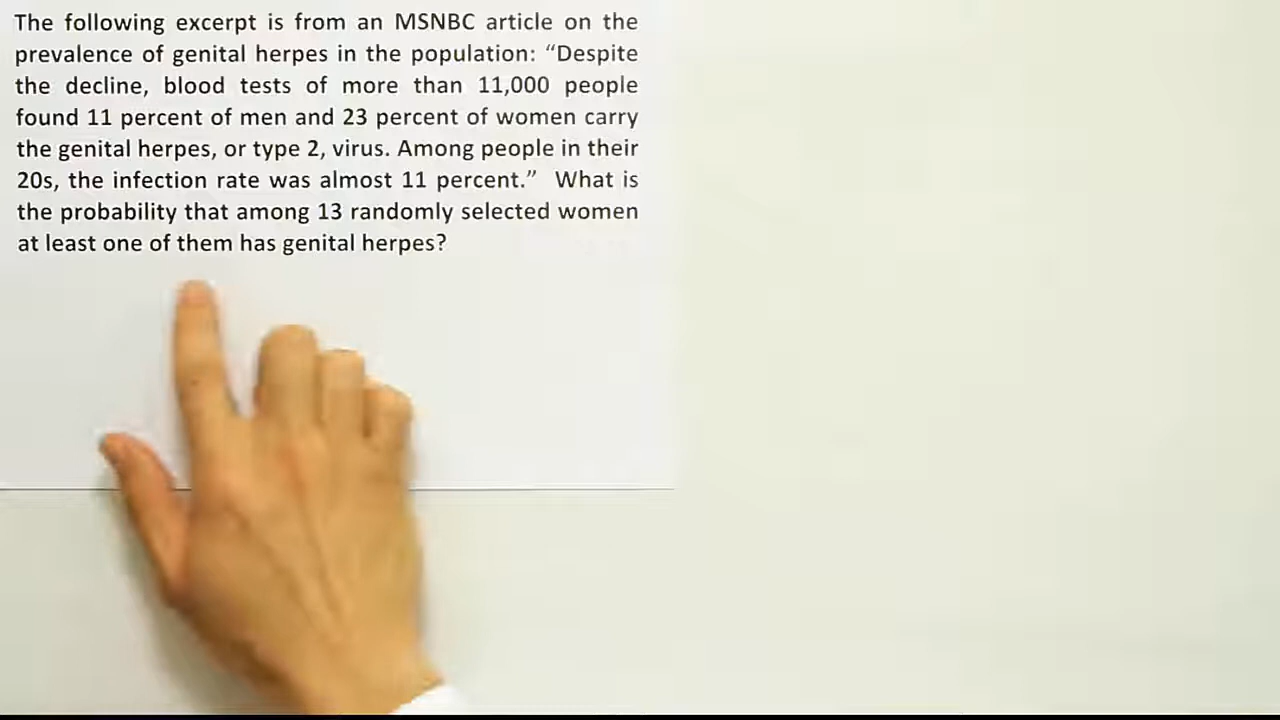 The following excerpt is from an MSNBC article on the
prevalence of genital herpes in the population: “Despite
the decline, blood tests of more than 11,000 people
found 11 percent of men and 23 percent of women carry
the genital herpes, or type 2, virus. Among people in their
20s, the infection rate was almost 11 percent.” What is
the probability that among 13 randomly selected women
at least one of them has genital herpes?